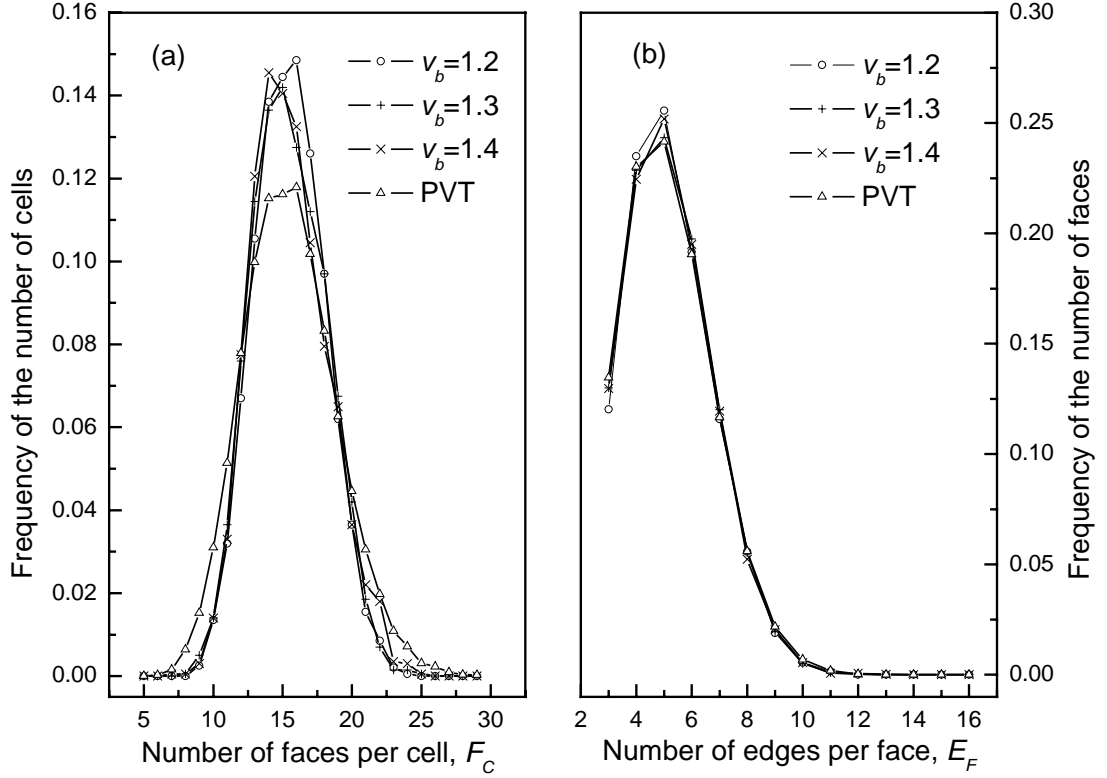 (a)
v_b=1.2
v_b=1.3
v_b=1.4
PVT
0.16
0.14
0.12
0.10
0.08
0.06
0.04
0.02
0.00
Frequency of the number of cells
5 10 15 20 25 30
Number of faces per cell, F_C
(b)
v_b=1.2
v_b=1.3
v_b=1.4
PVT
0.30
0.25
0.20
0.15
0.10
0.05
0.00
Frequency of the number of faces
2 4 6 8 10 12 14 16
Number of edges per face, E_F